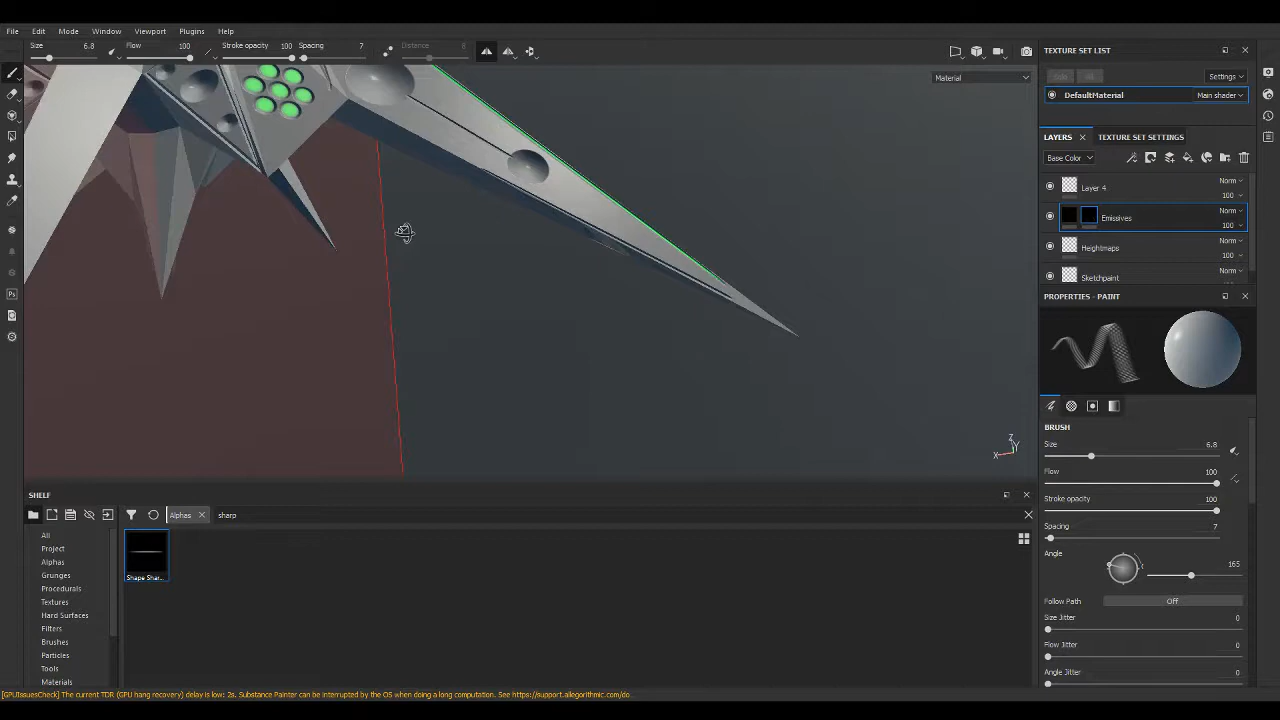 File Edit Mode Window Viewport Plugins Help
Size 6.8 Flow 100 Stroke opacity 100 Spacing 7 Distance 8
Material
TEXTURE SET LIST
Settings
DefaultMaterial Main shader
LAYERS TEXTURE SET SETTINGS
Base Color
Layer 4 Norm 100
Emissives Norm 100
Heightmaps Norm 100
Sketchpaint Norm
PROPERTIES - PAINT
BRUSH
Size 6.8
Flow 100
Stroke opacity 100
Spacing 7
Angle 165
Follow Path Off
Size Jitter 0
Flow Jitter 0
Angle Jitter 0
Z Y X
SHELF
Alphas sharp
All
Project
Alphas
Grunges
Procedurals
Textures
Hard Surfaces
Filters
Brushes
Particles
Tools
Materials
Shape Shar...
Ps
[GPUIssuesCheck] The current TDR (GPU hang recovery) delay is low: 2s. Substance Painter can be interrupted by the OS when doing a long computation. See https://support.allegorithmic.com/do